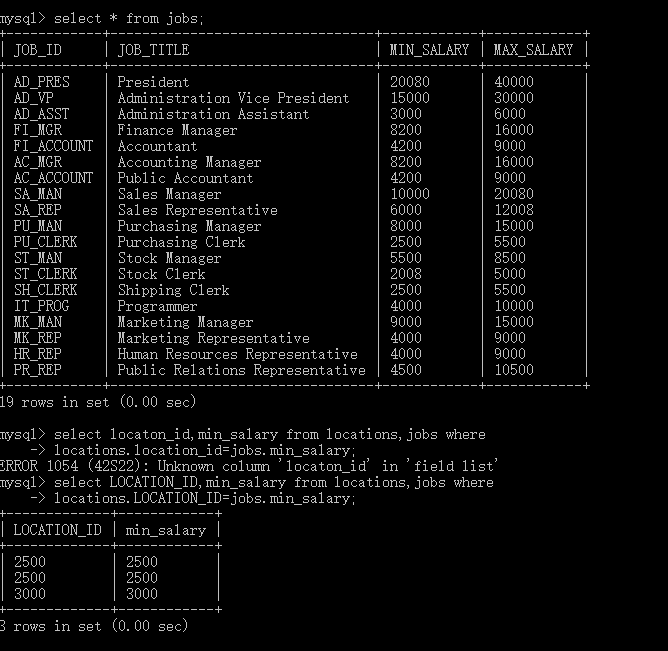 mysql> select * from jobs;
+------------+---------------------------------+------------+------------+
| JOB_ID | JOB_TITLE | MIN_SALARY | MAX_SALARY |
+------------+---------------------------------+------------+------------+
| AD_PRES | President | 20080 | 40000 |
| AD_VP | Administration Vice President | 15000 | 30000 |
| AD_ASST | Administration Assistant | 3000 | 6000 |
| FI_MGR | Finance Manager | 8200 | 16000 |
| FI_ACCOUNT | Accountant | 4200 | 9000 |
| AC_MGR | Accounting Manager | 8200 | 16000 |
| AC_ACCOUNT | Public Accountant | 4200 | 9000 |
| SA_MAN | Sales Manager | 10000 | 20080 |
| SA_REP | Sales Representative | 6000 | 12008 |
| PU_MAN | Purchasing Manager | 8000 | 15000 |
| PU_CLERK | Purchasing Clerk | 2500 | 5500 |
| ST_MAN | Stock Manager | 5500 | 8500 |
| ST_CLERK | Stock Clerk | 2008 | 5000 |
| SH_CLERK | Shipping Clerk | 2500 | 5500 |
| IT_PROG | Programmer | 4000 | 10000 |
| MK_MAN | Marketing Manager | 9000 | 15000 |
| MK_REP | Marketing Representative | 4000 | 9000 |
| HR_REP | Human Resources Representative | 4000 | 9000 |
| PR_REP | Public Relations Representative | 4500 | 10500 |
+------------+---------------------------------+------------+------------+
19 rows in set (0.00 sec)
mysql> select locaton_id,min_salary from locations,jobs where
-> locations.location_id=jobs.min_salary;
ERROR 1054 (42S22): Unknown column 'locaton_id' in 'field list'
mysql> select LOCATION_ID,min_salary from locations,jobs where
-> locations.LOCATION_ID=jobs.min_salary;
+-------------+------------+
| LOCATION_ID | min_salary |
+-------------+------------+
| 2500 | 2500 |
| 2500 | 2500 |
| 3000 | 3000 |
+-------------+------------+
3 rows in set (0.00 sec)